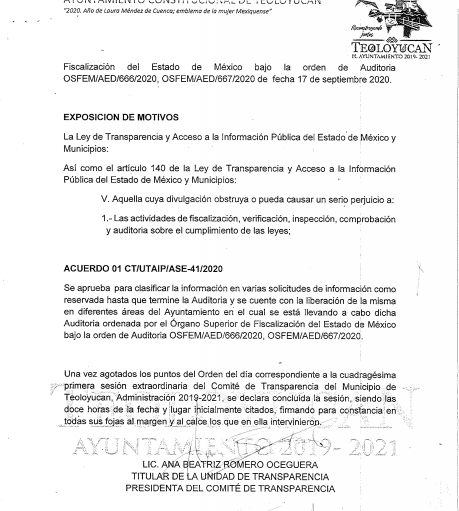 AYUNTAMIENTO CONSTITUCIONAL DE TEOLOYUCAN
"2020. Año de Laura Méndez de Cuenca; emblema de la mujer Mexiquense"
TEOLOYUCAN
H. AYUNTAMIENTO 2019- 2021
Fiscalización del Estado de México bajo la orden de Auditoria
OSFEM/AED/666/2020, OSFEM/AED/667/2020 de fecha 17 de septiembre 2020.
EXPOSICION DE MOTIVOS
La Ley de Transparencia y Acceso a la Información Pública del Estado de México y
Municipios:
Así como el artículo 140 de la Ley de Transparencia y Acceso a la Información
Pública del Estado de México y Municipios:
V. Aquella cuya divulgación obstruya o pueda causar un serio perjuicio a:
1.- Las actividades de fiscalización, verificación, inspección, comprobación
y auditoria sobre el cumplimiento de las leyes;
ACUERDO 01 CT/UTAIP/ASE-41/2020
Se aprueba para clasificar la información en varias solicitudes de información como
reservada hasta que termine la Auditoria y se cuente con la liberación de la misma
en diferentes áreas del Ayuntamiento en el cual se está llevando a cabo dicha
Auditoria ordenada por el Órgano Superior de Fiscalización del Estado de México
bajo la orden de Auditoria OSFEM/AED/666/2020, OSFEM/AED/667/2020.
Una vez agotados los puntos del Orden del día correspondiente a la cuadragésima
primera sesión extraordinaria del Comité de Transparencia del Municipio de
Teoloyucan, Administración 2019-2021, se declara concluida la sesión, siendo las
doce horas de la fecha y lugar inicialmente citados, firmando para constancia en
todas sus fojas al margen y al calce los que en ella intervinieron.
AYUNTAMIENTO 2019- 2021
LIC. ANA BEATRIZ ROMERO OCEGUERA
TITULAR DE LA UNIDAD DE TRANSPARENCIA
PRESIDENTA DEL COMITÉ DE TRANSPARENCIA